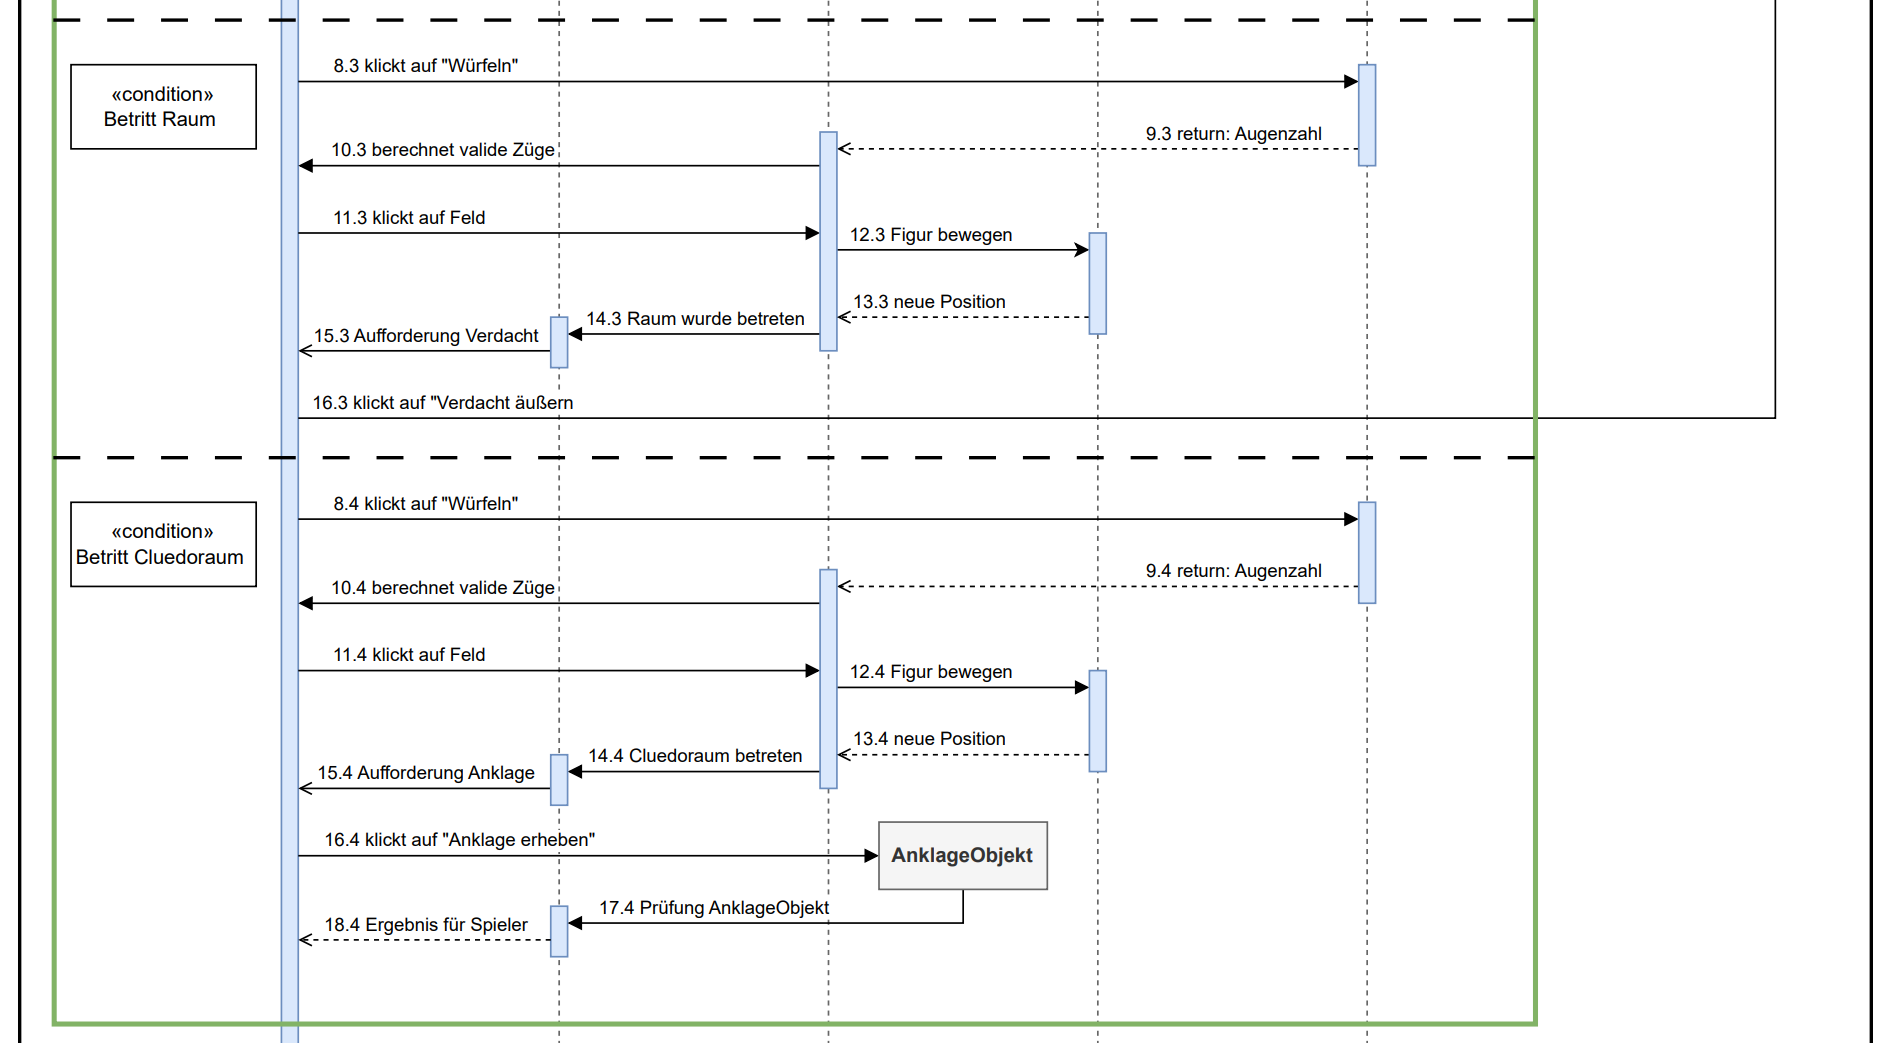 8.3 klickt auf "Würfeln"
«condition»
Betritt Raum
9.3 return: Augenzahl
10.3 berechnet valide Züge
11.3 klickt auf Feld
12.3 Figur bewegen
13.3 neue Position
14.3 Raum wurde betreten
15.3 Aufforderung Verdacht
16.3 klickt auf "Verdacht äußern
8.4 klickt auf "Würfeln"
«condition»
Betritt Cluedoraum
9.4 return: Augenzahl
10.4 berechnet valide Züge
11.4 klickt auf Feld
12.4 Figur bewegen
13.4 neue Position
14.4 Cluedoraum betreten
15.4 Aufforderung Anklage
16.4 klickt auf "Anklage erheben"
AnklageObjekt
17.4 Prüfung AnklageObjekt
18.4 Ergebnis für Spieler